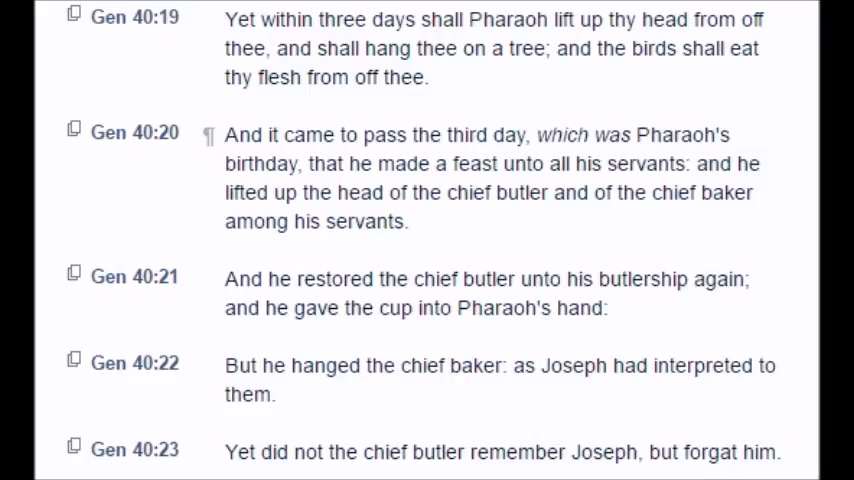 Gen 40:19 Yet within three days shall Pharaoh lift up thy head from off
thee, and shall hang thee on a tree; and the birds shall eat
thy flesh from off thee.
Gen 40:20 ¶ And it came to pass the third day, which was Pharaoh's
birthday, that he made a feast unto all his servants: and he
lifted up the head of the chief butler and of the chief baker
among his servants.
Gen 40:21 And he restored the chief butler unto his butlership again;
and he gave the cup into Pharaoh's hand:
Gen 40:22 But he hanged the chief baker: as Joseph had interpreted to
them.
Gen 40:23 Yet did not the chief butler remember Joseph, but forgat him.